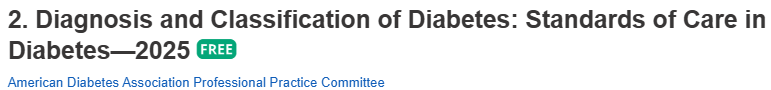 2. Diagnosis and Classification of Diabetes: Standards of Care in
Diabetes—2025 FREE
American Diabetes Association Professional Practice Committee